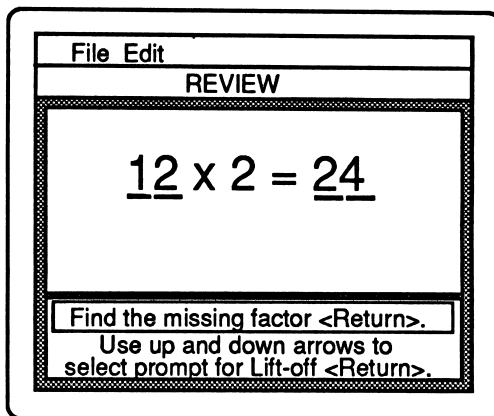 File Edit
REVIEW
12 x 2 = 24
Find the missing factor <Return>.
Use up and down arrows to
select prompt for Lift-off <Return>.